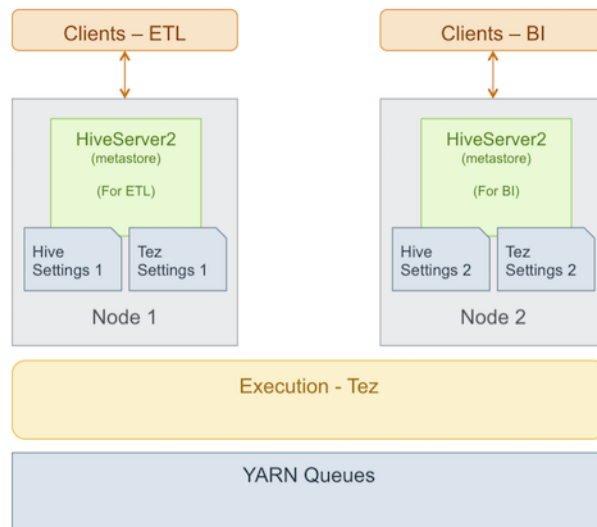 Clients – ETL
Clients – BI
HiveServer2
(metastore)
(For ETL)
Hive
Settings 1
Tez
Settings 1
Node 1
HiveServer2
(metastore)
(For BI)
Hive
Settings 2
Tez
Settings 2
Node 2
Execution - Tez
YARN Queues